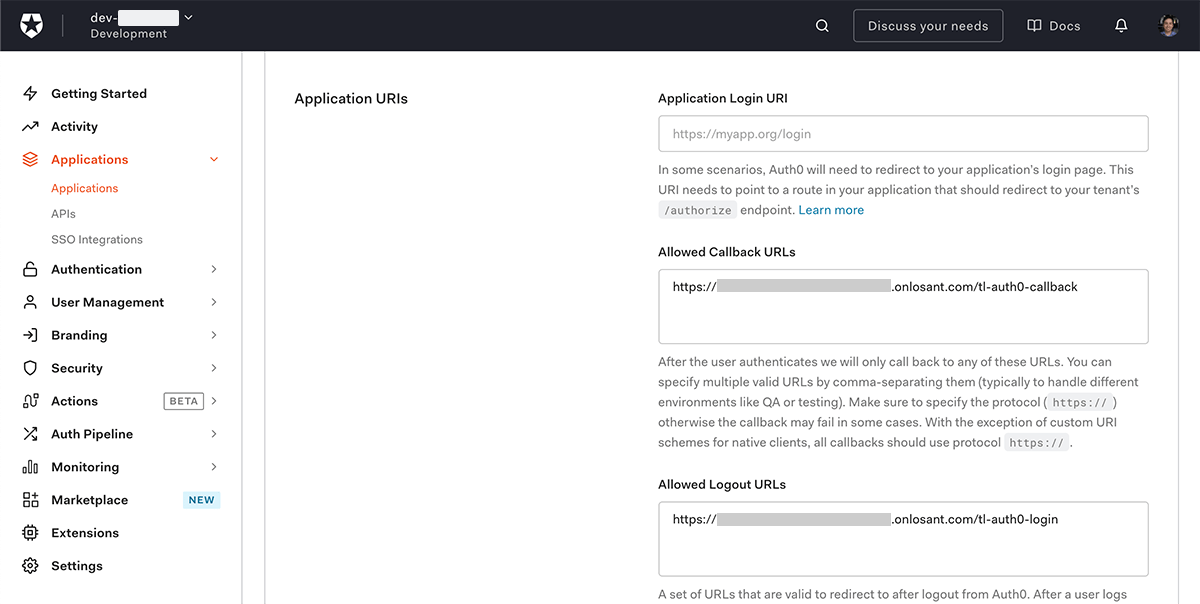 dev-
Development
Discuss your needs
Docs
Getting Started
Activity
Applications
Applications
APIs
SSO Integrations
Authentication
User Management
Branding
Security
Actions BETA
Auth Pipeline
Monitoring
Marketplace NEW
Extensions
Settings
Application URIs
Application Login URI
https://myapp.org/login
In some scenarios, Auth0 will need to redirect to your application's login page. This
URI needs to point to a route in your application that should redirect to your tenant's
/authorize endpoint. Learn more
Allowed Callback URLs
https:// .onlosant.com/tl-auth0-callback
After the user authenticates we will only call back to any of these URLs. You can
specify multiple valid URLs by comma-separating them (typically to handle different
environments like QA or testing). Make sure to specify the protocol ( https:// )
otherwise the callback may fail in some cases. With the exception of custom URI
schemes for native clients, all callbacks should use protocol https:// .
Allowed Logout URLs
https:// .onlosant.com/tl-auth0-login
A set of URLs that are valid to redirect to after logout from Auth0. After a user logs